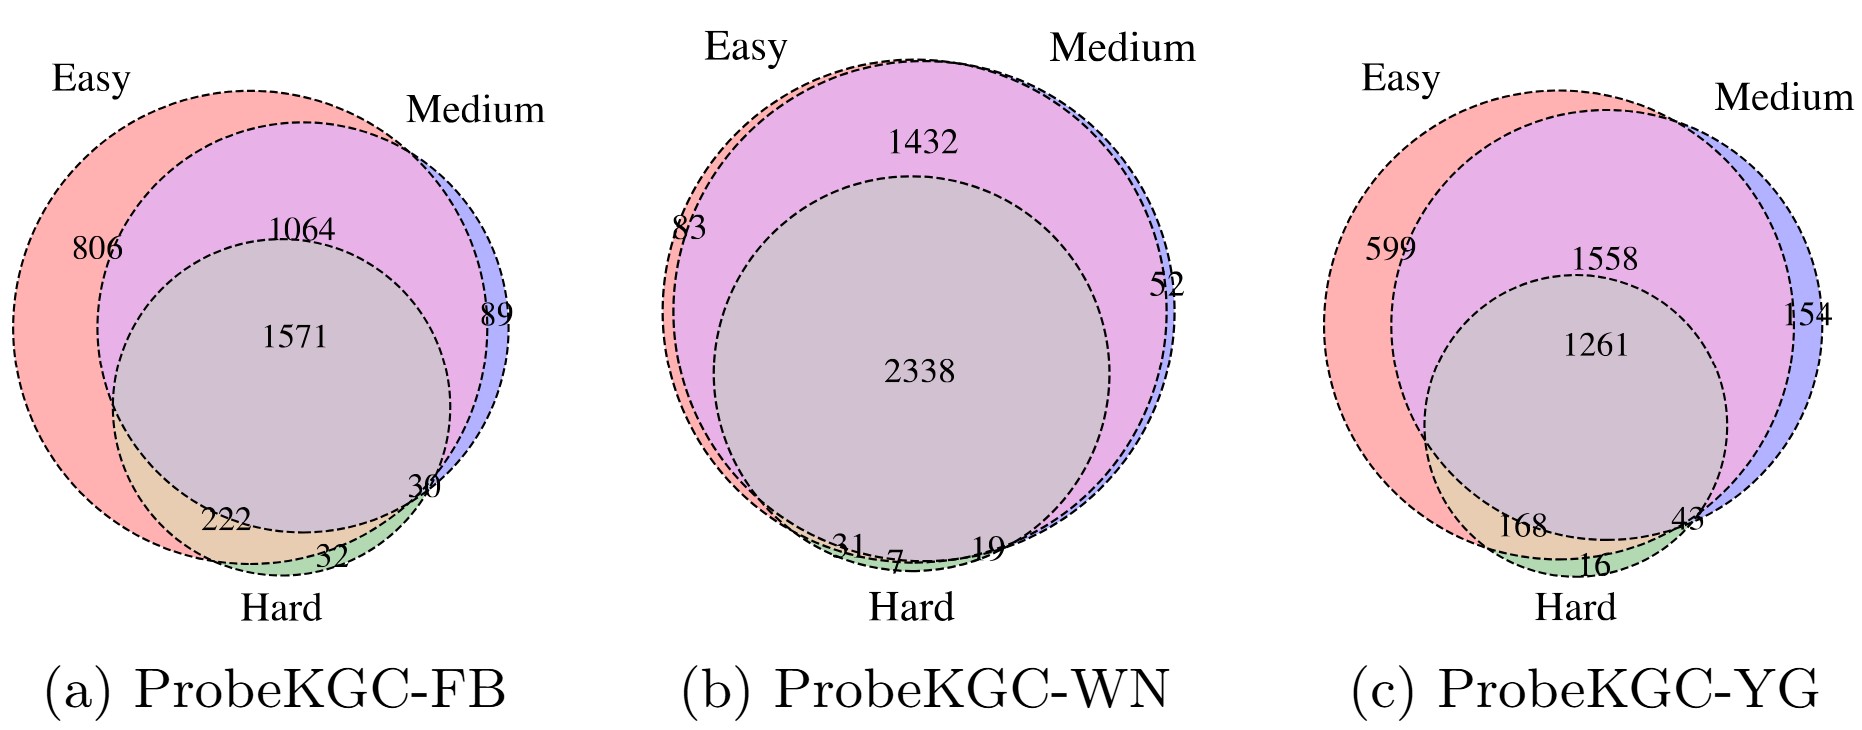 Easy
Medium
806
1064
89
1571
30
222
32
Hard
(a) ProbeKGC-FB
Easy
Medium
1432
83
52
2338
31
7
19
Hard
(b) ProbeKGC-WN
Easy
Medium
599
1558
154
1261
43
168
16
Hard
(c) ProbeKGC-YG